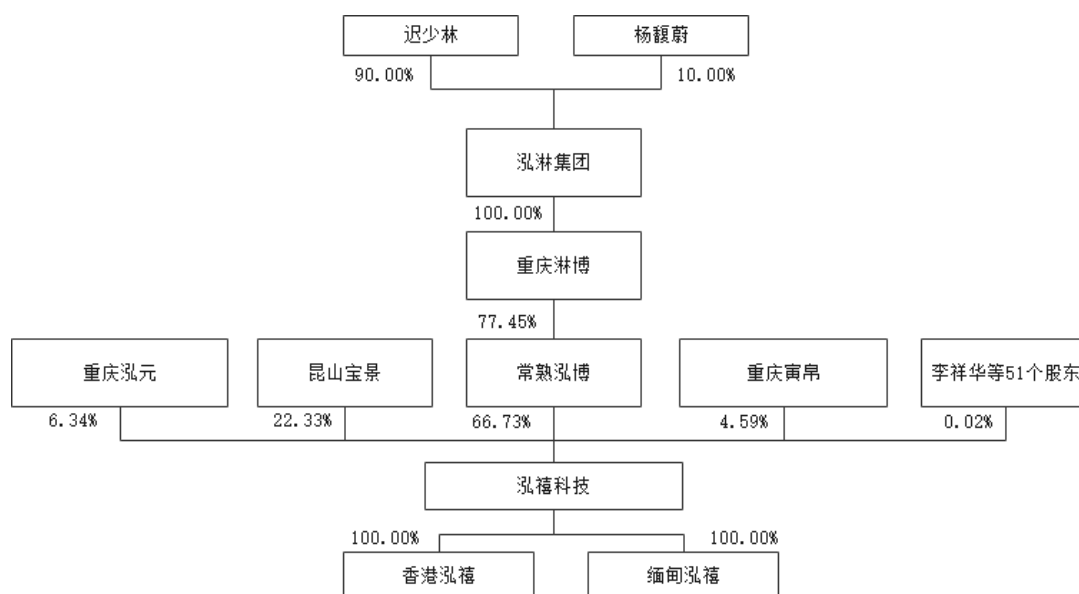 迟少林
杨馥蔚
90.00%
10.00%
泓淋集团
100.00%
重庆淋博
77.45%
重庆泓元
昆山宝景
常熟泓博
重庆寅帛
李祥华等51个股东
6.34%
22.33%
66.73%
4.59%
0.02%
泓禧科技
100.00%
100.00%
香港泓禧
缅甸泓禧